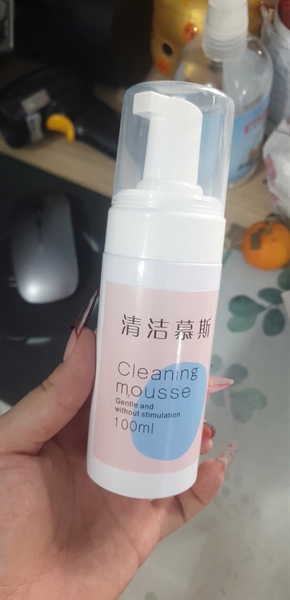 清洁慕斯
Cleaning
mousse
Gentle and
without stimulation
100ml